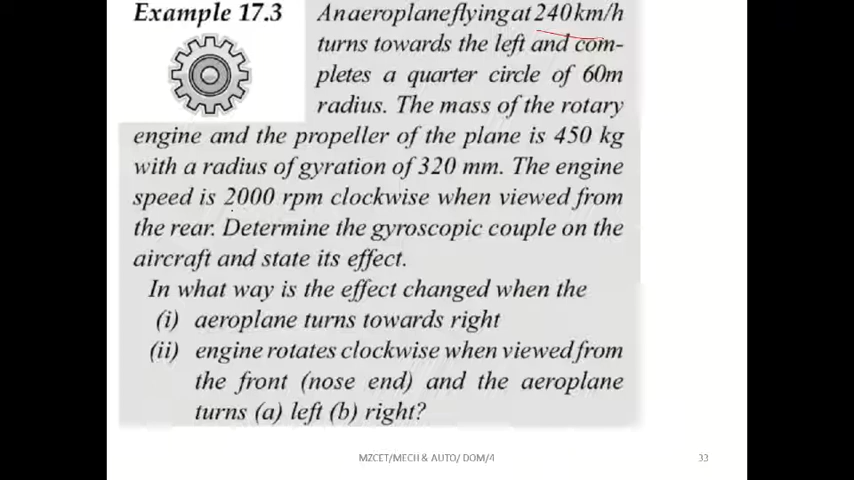 Example 17.3
An aeroplane flying at 240 km/h
turns towards the left and com-
pletes a quarter circle of 60m
radius. The mass of the rotary
engine and the propeller of the plane is 450 kg
with a radius of gyration of 320 mm. The engine
speed is 2000 rpm clockwise when viewed from
the rear. Determine the gyroscopic couple on the
aircraft and state its effect.
In what way is the effect changed when the
(i) aeroplane turns towards right
(ii) engine rotates clockwise when viewed from
the front (nose end) and the aeroplane
turns (a) left (b) right?
MZCET/MECH & AUTO/ DOM/4
33